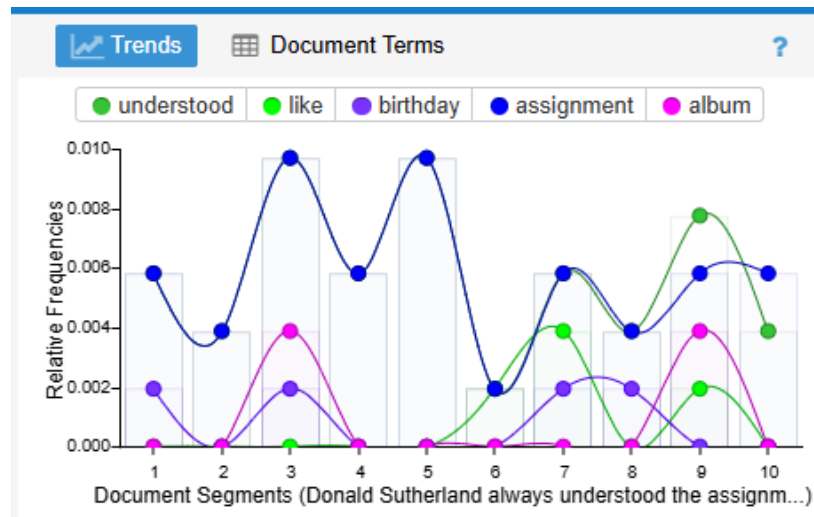 Trends Document Terms ?
understood like birthday assignment album
0.010
0.008
0.006
0.004
0.002
0.000
Relative Frequencies
1 2 3 4 5 6 7 8 9 10
Document Segments (Donald Sutherland always understood the assignm...)